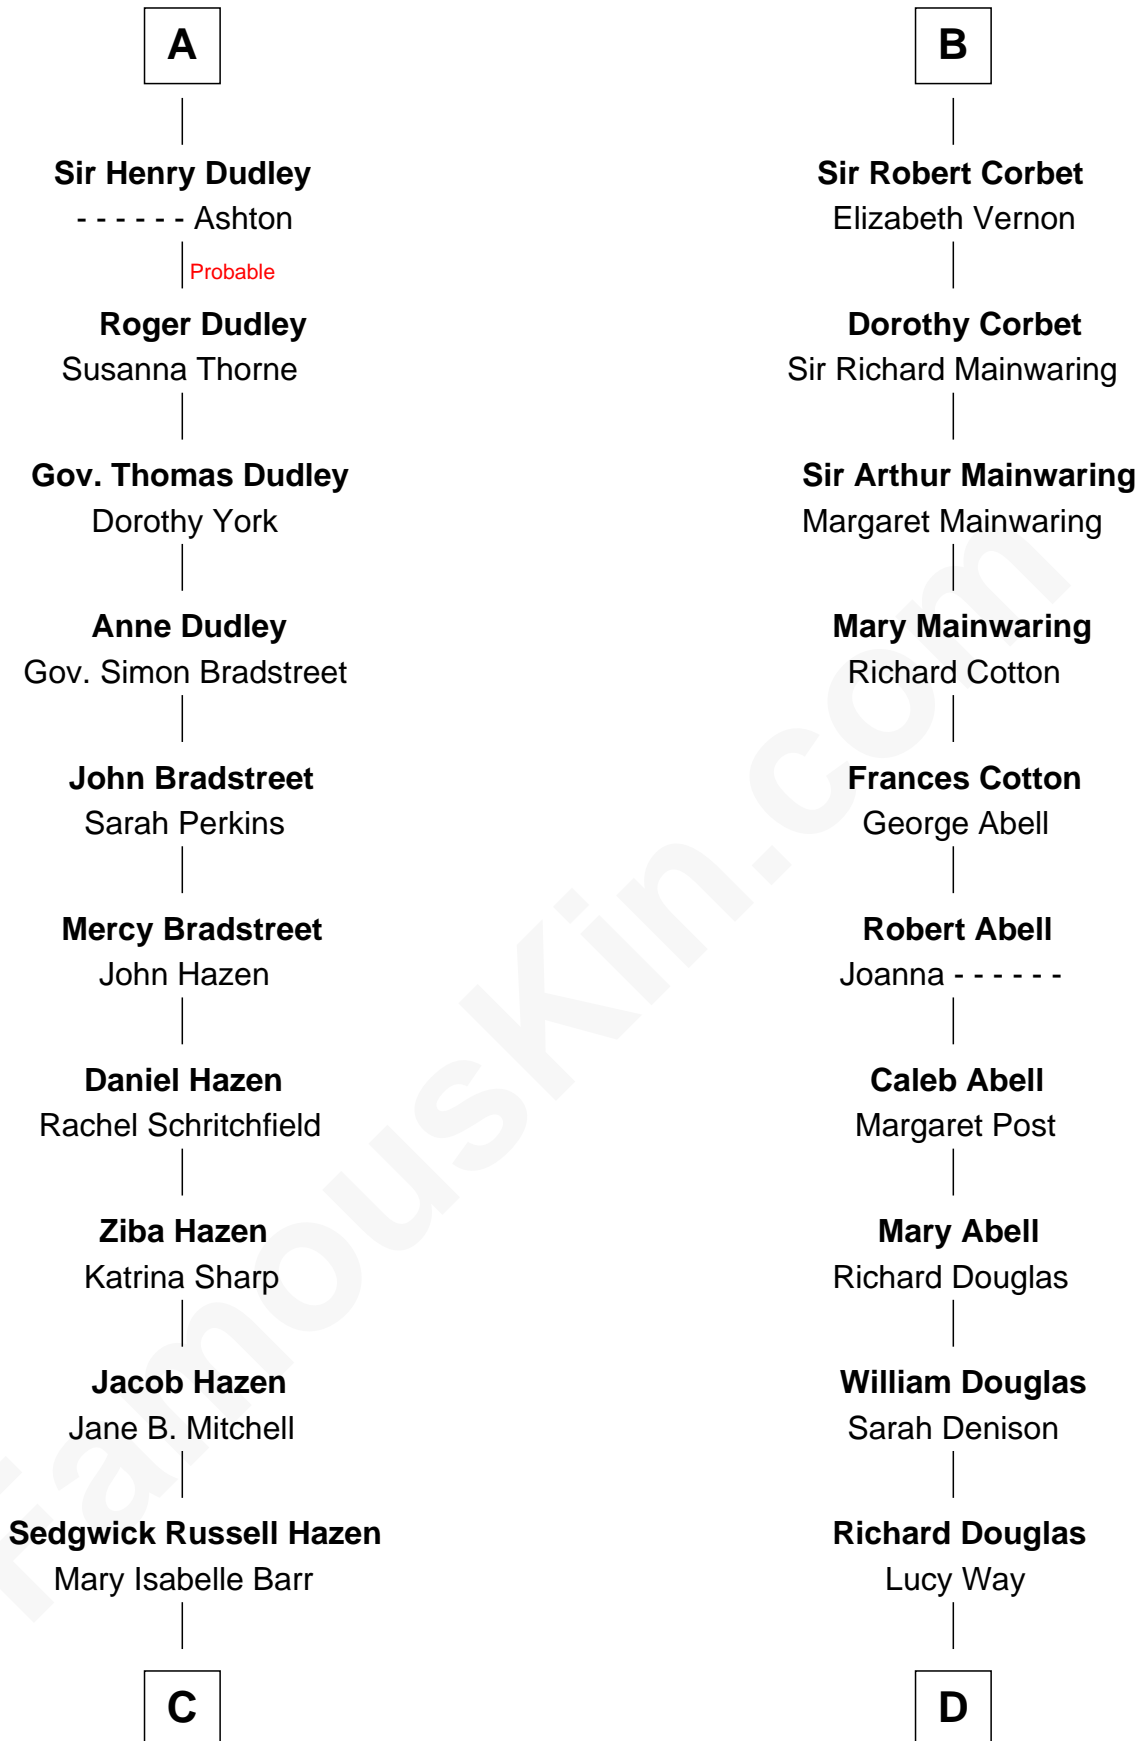 A
Sir Henry Dudley
- - - - - - Ashton
Probable
Roger Dudley
Susanna Thorne
Gov. Thomas Dudley
Dorothy York
Anne Dudley
Gov. Simon Bradstreet
John Bradstreet
Sarah Perkins
Mercy Bradstreet
John Hazen
Daniel Hazen
Rachel Schritchfield
Ziba Hazen
Katrina Sharp
Jacob Hazen
Jane B. Mitchell
Sedgwick Russell Hazen
Mary Isabelle Barr
C
B
Sir Robert Corbet
Elizabeth Vernon
Dorothy Corbet
Sir Richard Mainwaring
Sir Arthur Mainwaring
Margaret Mainwaring
Mary Mainwaring
Richard Cotton
Frances Cotton
George Abell
Robert Abell
Joanna - - - - - -
Caleb Abell
Margaret Post
Mary Abell
Richard Douglas
William Douglas
Sarah Denison
Richard Douglas
Lucy Way
D
FamousKin.com